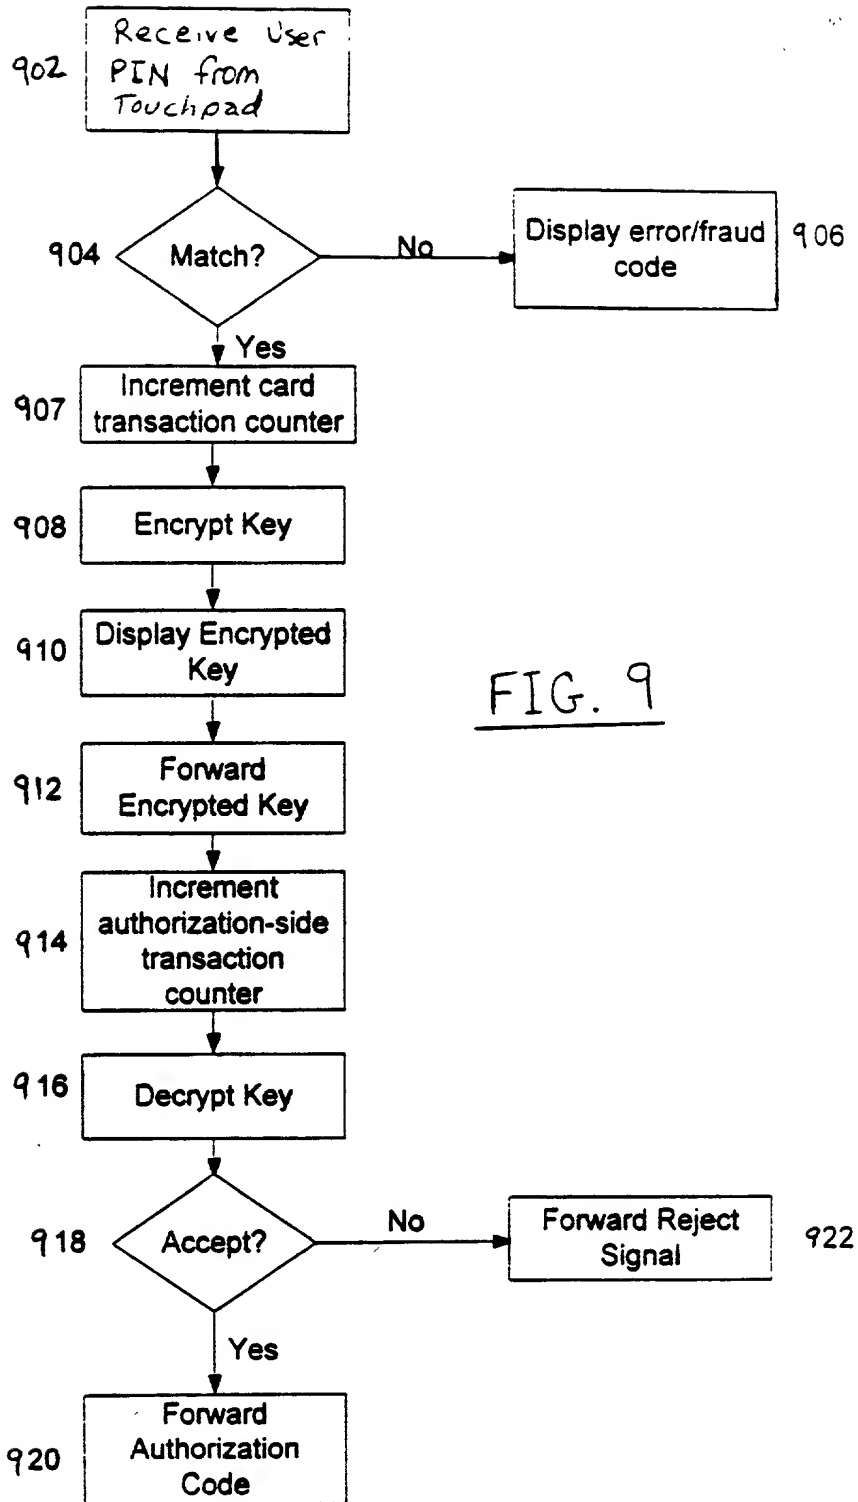 Receive User
902
PIN from
Touchpad
904
Match?
No
Display error/fraud
code
906
Yes
907
Increment card
transaction counter
908
Encrypt Key
910
Display Encrypted
Key
FIG. 9
912
Forward
Encrypted Key
914
Increment
authorization-side
transaction
counter
916
Decrypt Key
918
Accept?
No
Forward Reject
Signal
922
Yes
920
Forward
Authorization
Code